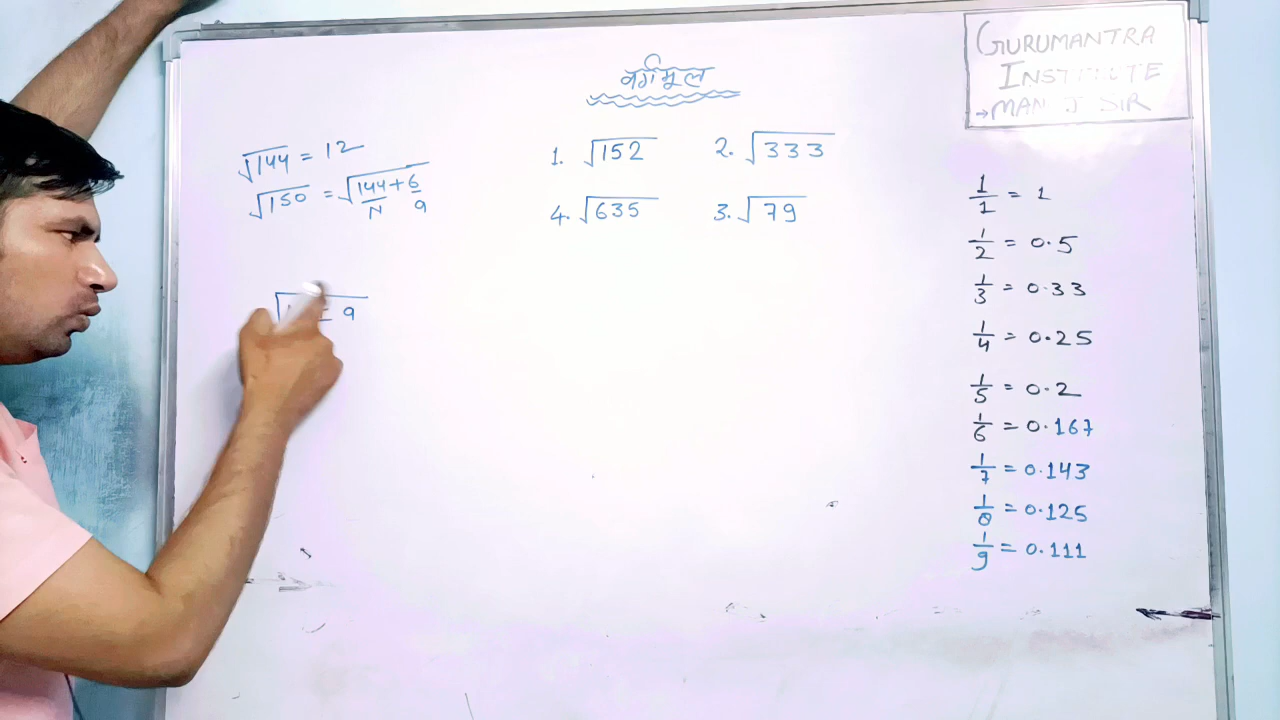 वर्गमूल
GURUMANTRA
INSTITUTE
→ MAN J SIR
√144 = 12
√150 = √144+6
N a
± a
1. √152
2. √333
4. √635
3. √79
1/1 = 1
1/2 = 0.5
1/3 = 0.33
1/4 = 0.25
1/5 = 0.2
1/6 = 0.167
1/7 = 0.143
1/8 = 0.125
1/9 = 0.111